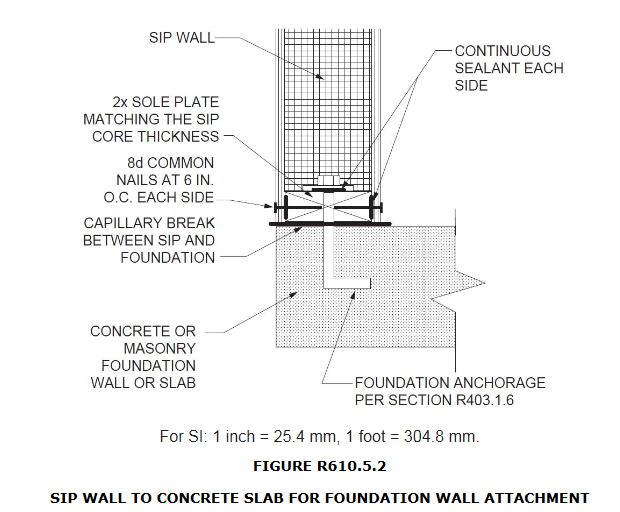 SIP WALL
CONTINUOUS
SEALANT EACH
SIDE
2x SOLE PLATE
MATCHING THE SIP
CORE THICKNESS
8d COMMON
NAILS AT 6 IN.
O.C. EACH SIDE
CAPILLARY BREAK
BETWEEN SIP AND
FOUNDATION
CONCRETE OR
MASONRY
FOUNDATION
WALL OR SLAB
FOUNDATION ANCHORAGE
PER SECTION R403.1.6
For SI: 1 inch = 25.4 mm, 1 foot = 304.8 mm.
FIGURE R610.5.2
SIP WALL TO CONCRETE SLAB FOR FOUNDATION WALL ATTACHMENT